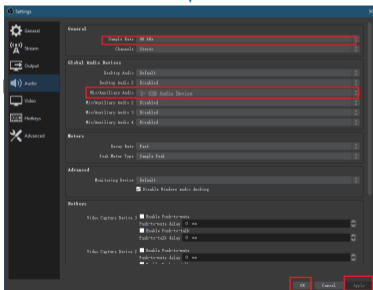 Settings
General
Sample Rate 48 kHz
Channels Stereo
Stream
Output
Global Audio Devices
Desktop Audio Default
Desktop Audio 2 Disabled
Audio
Mic/Auxiliary Audio USB Audio Device
Mic/Auxiliary Audio 2 Disabled
Video
Mic/Auxiliary Audio 3 Disabled
Hotkeys
Mic/Auxiliary Audio 4 Disabled
Advanced
Meters
Decay Rate Fast
Peak Meter Type Sample Peak
Advanced
Monitoring Device Default
Disable Windows audio ducking
Hotkeys
Video Capture Device 3 Enable Push-to-mute
Push-to-mute delay 0 ms
Enable Push-to-talk
Push-to-talk delay 0 ms
Video Capture Device 2 Enable Push-to-mute
Push-to-mute delay 0 ms
OK Cancel Apply